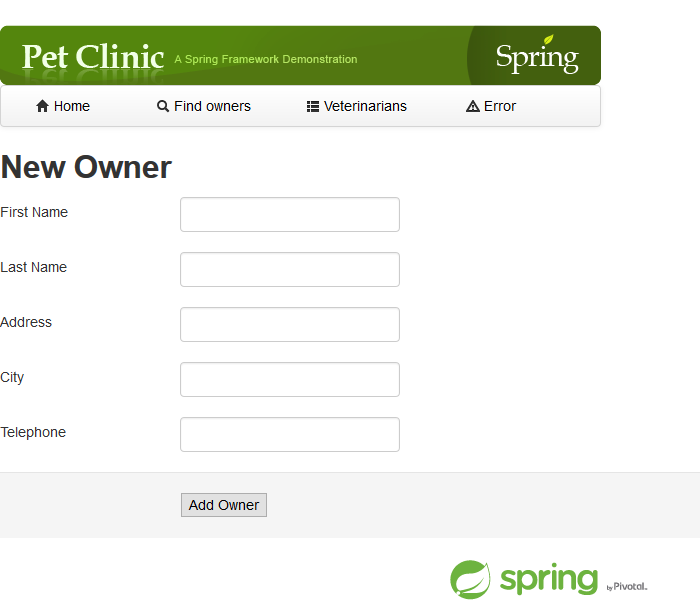 Pet Clinic A Spring Framework Demonstration Spring
Home Find owners Veterinarians Error
New Owner
First Name
Last Name
Address
City
Telephone
Add Owner
spring by Pivotal.